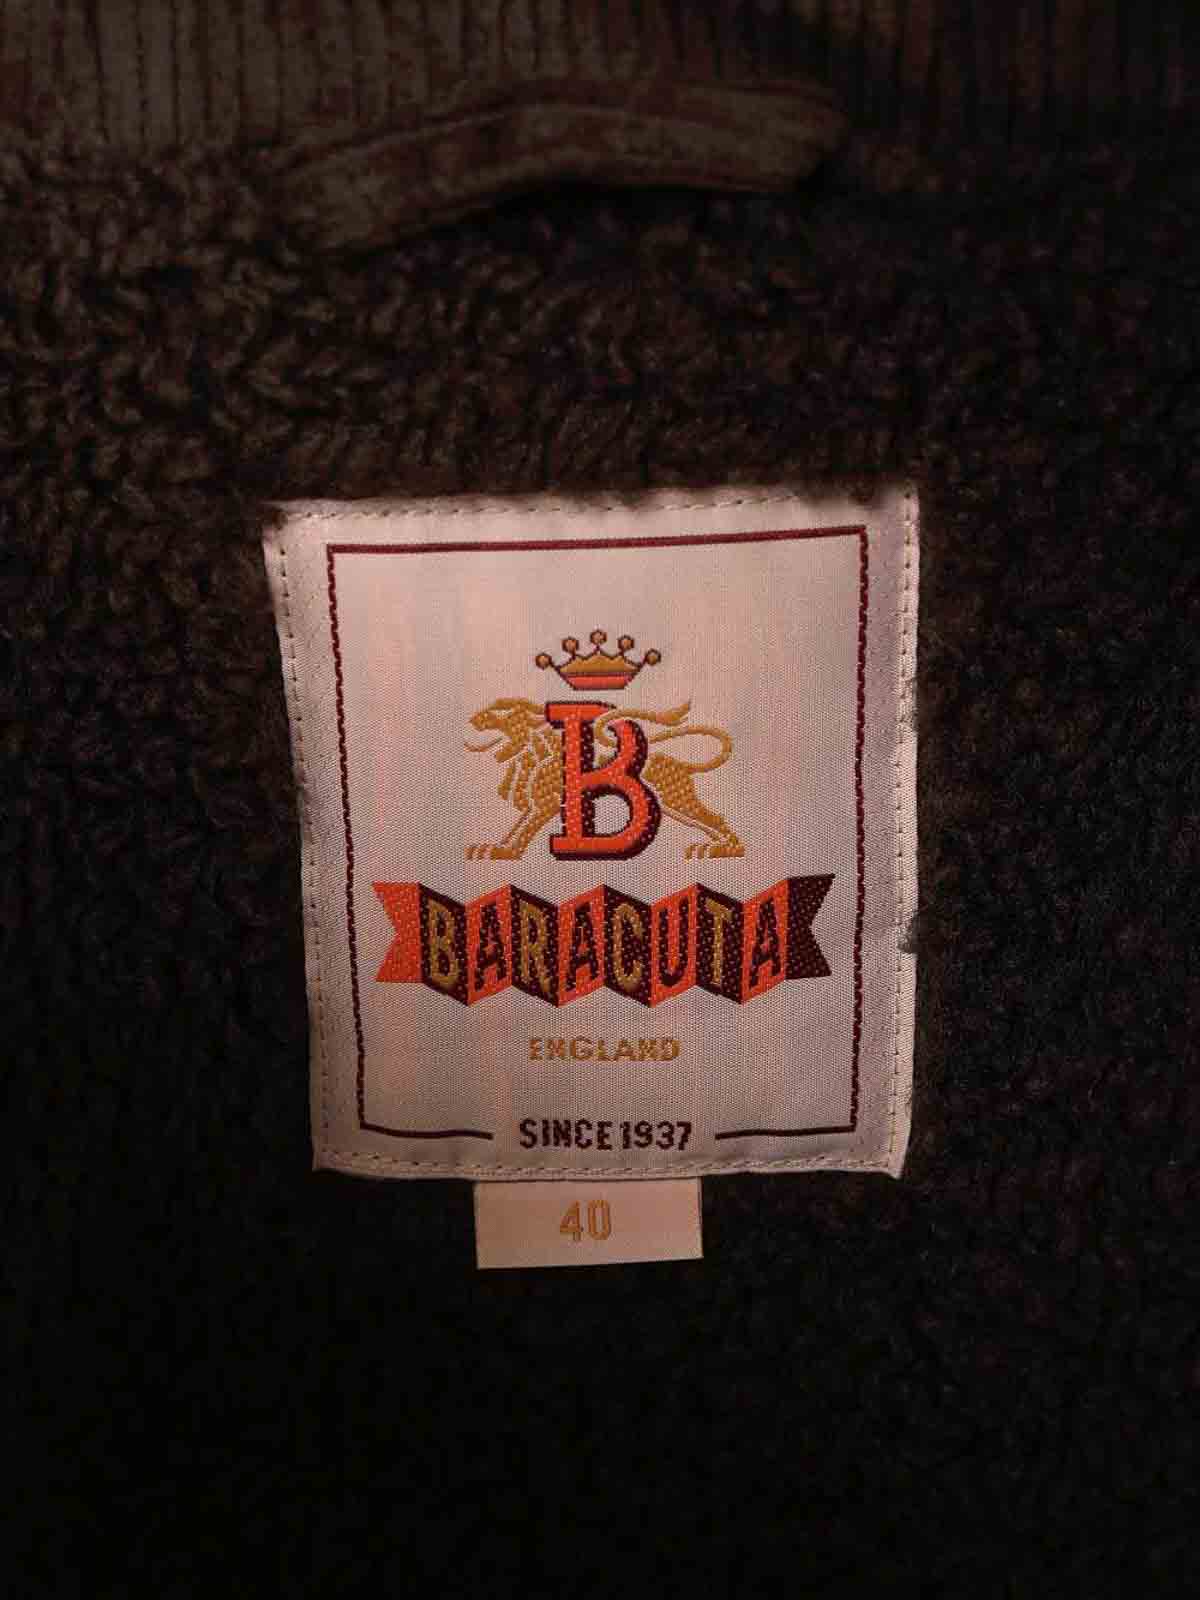 B
BARACUTA
ENGLAND
SINCE 1937
40